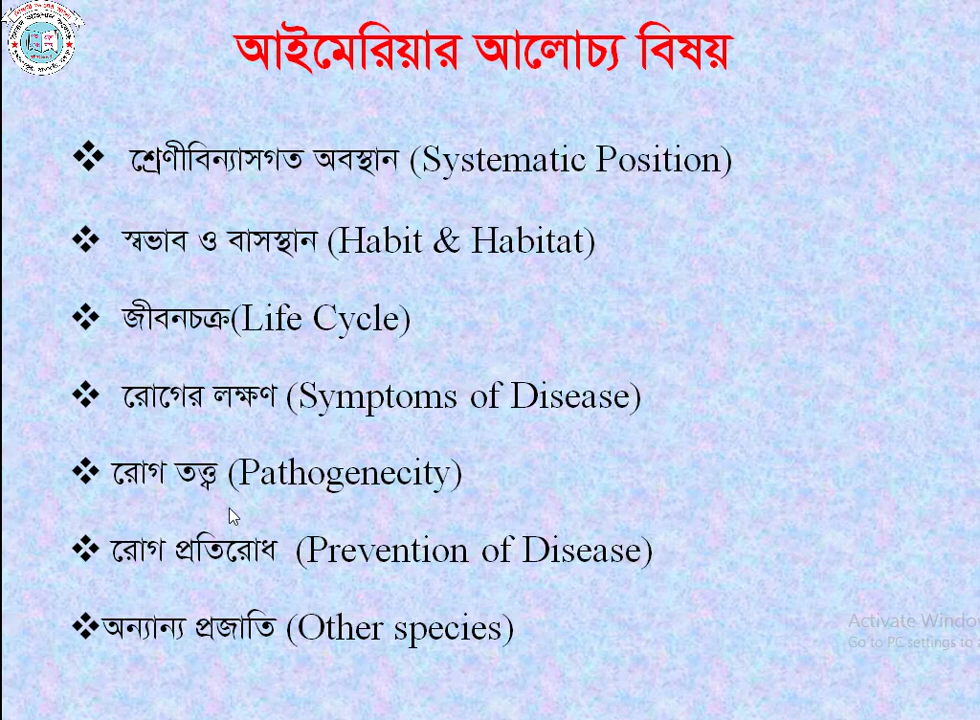 আইমেরিয়ার আলোচ্য বিষয়
❖ শ্রেণীবিন্যাসগত অবস্থান (Systematic Position)
❖ স্বভাব ও বাসস্থান (Habit & Habitat)
❖ জীবনচক্র(Life Cycle)
❖ রোগের লক্ষণ (Symptoms of Disease)
❖ রোগ তত্ত্ব (Pathogenecity)
❖ রোগ প্রতিরোধ (Prevention of Disease)
❖অন্যান্য প্রজাতি (Other species)
Activate Windo
Go to PC settings to